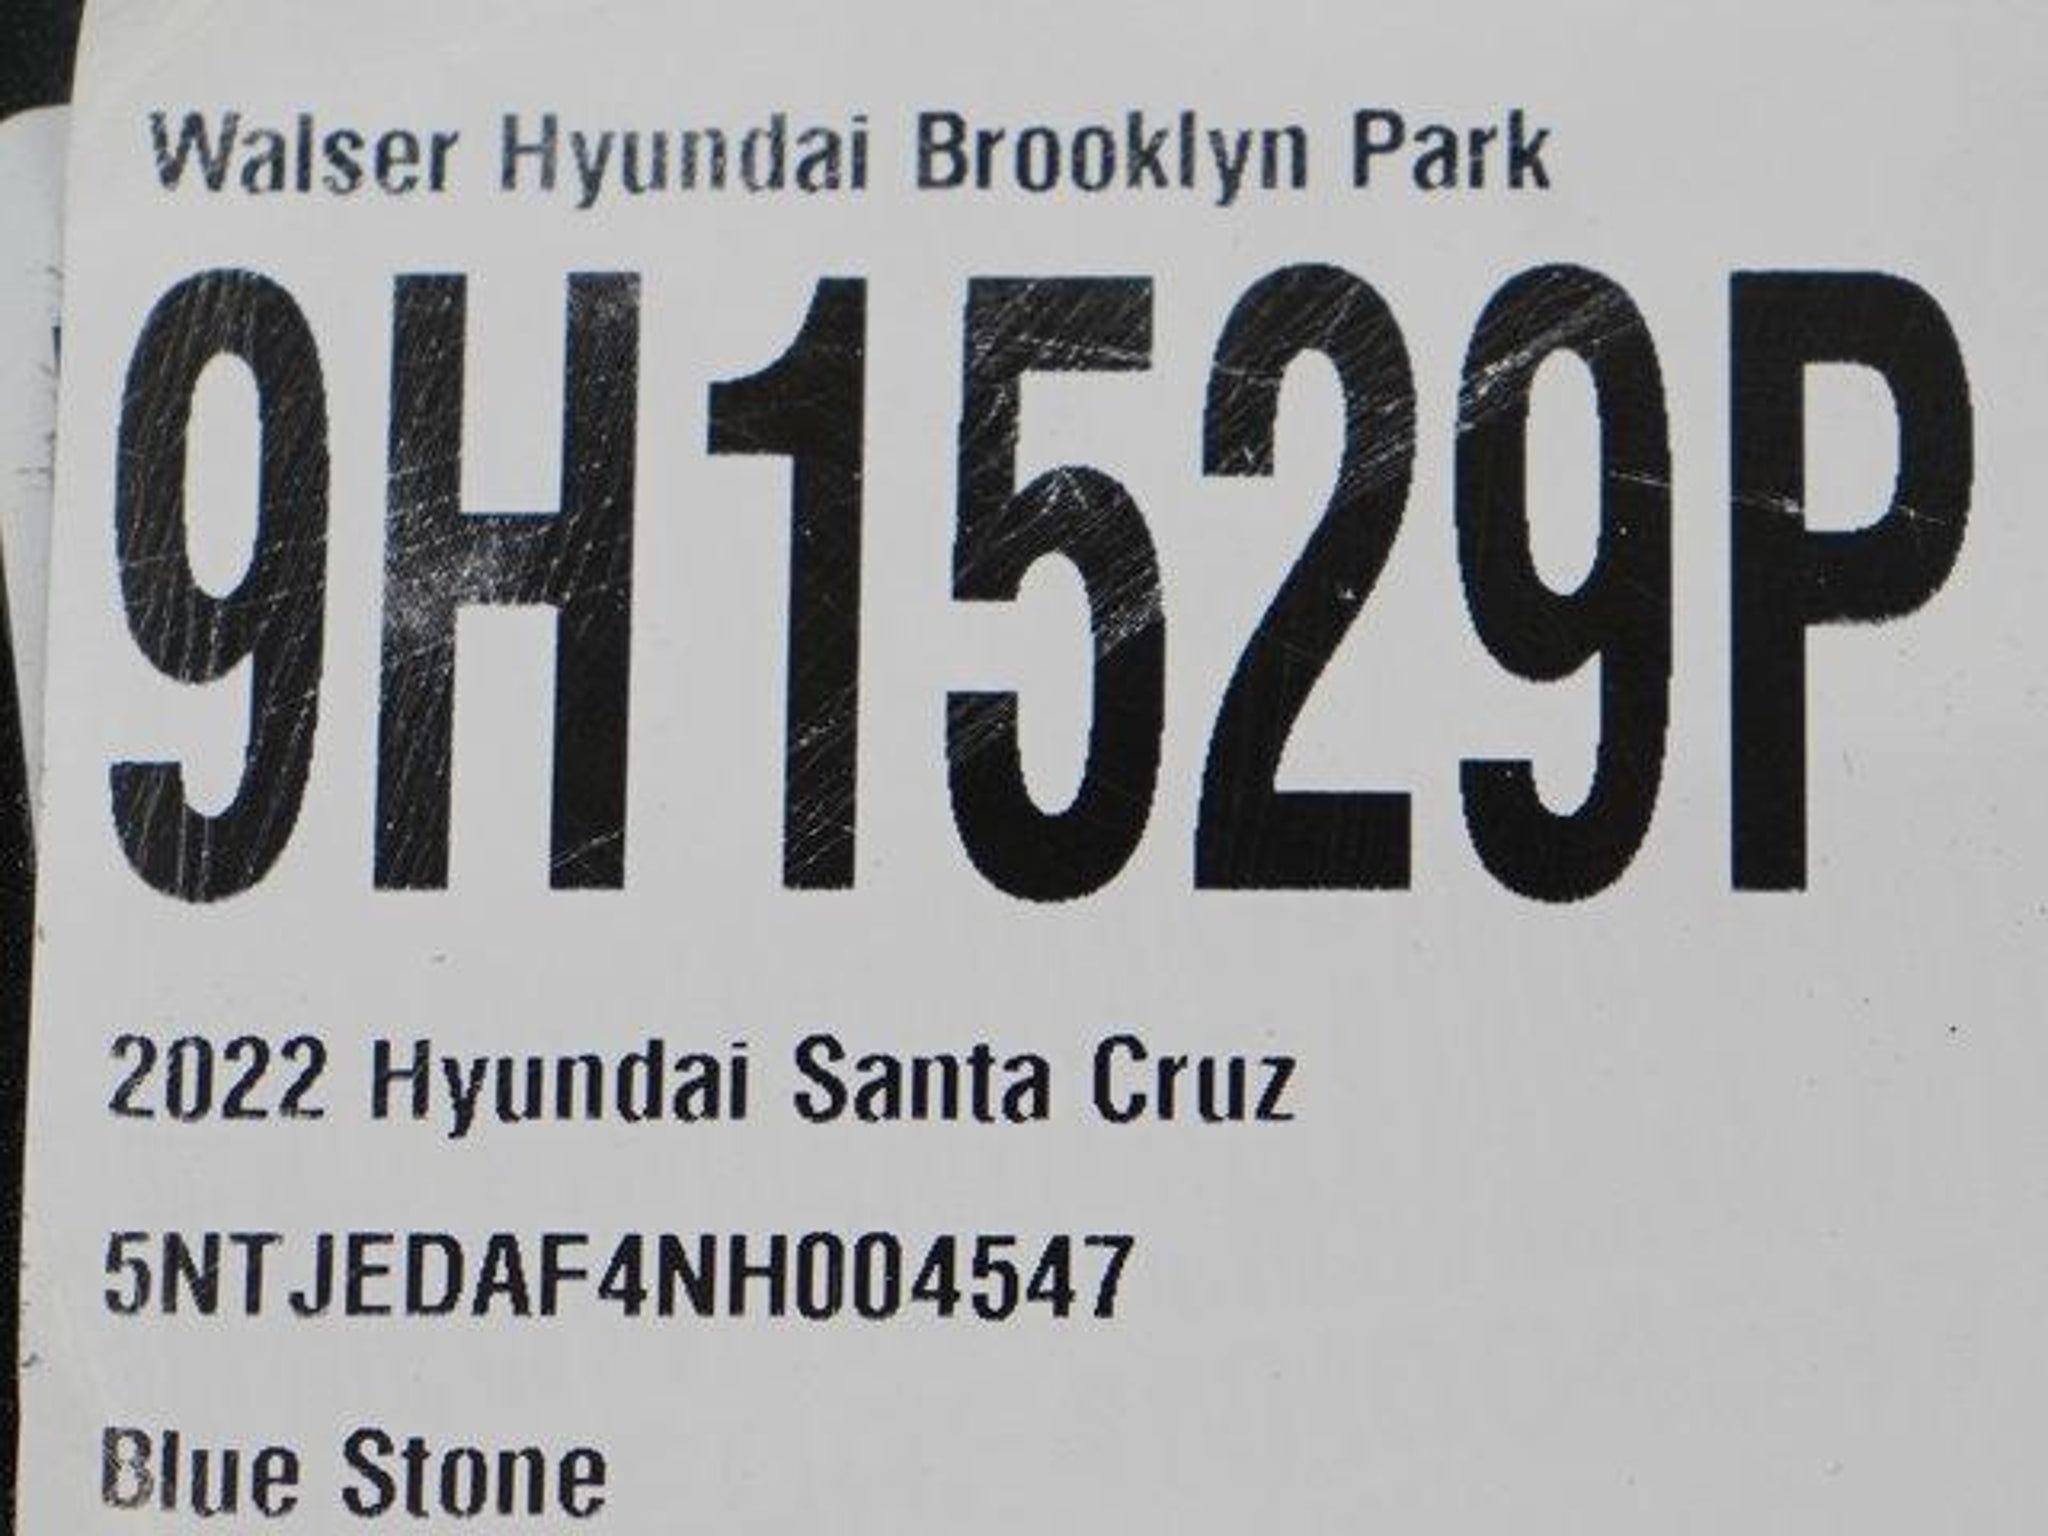 Walser Hyundai Brooklyn Park
9H1529P
2022 Hyundai Santa Cruz
5NTJEDAF4NH004547
Blue Stone